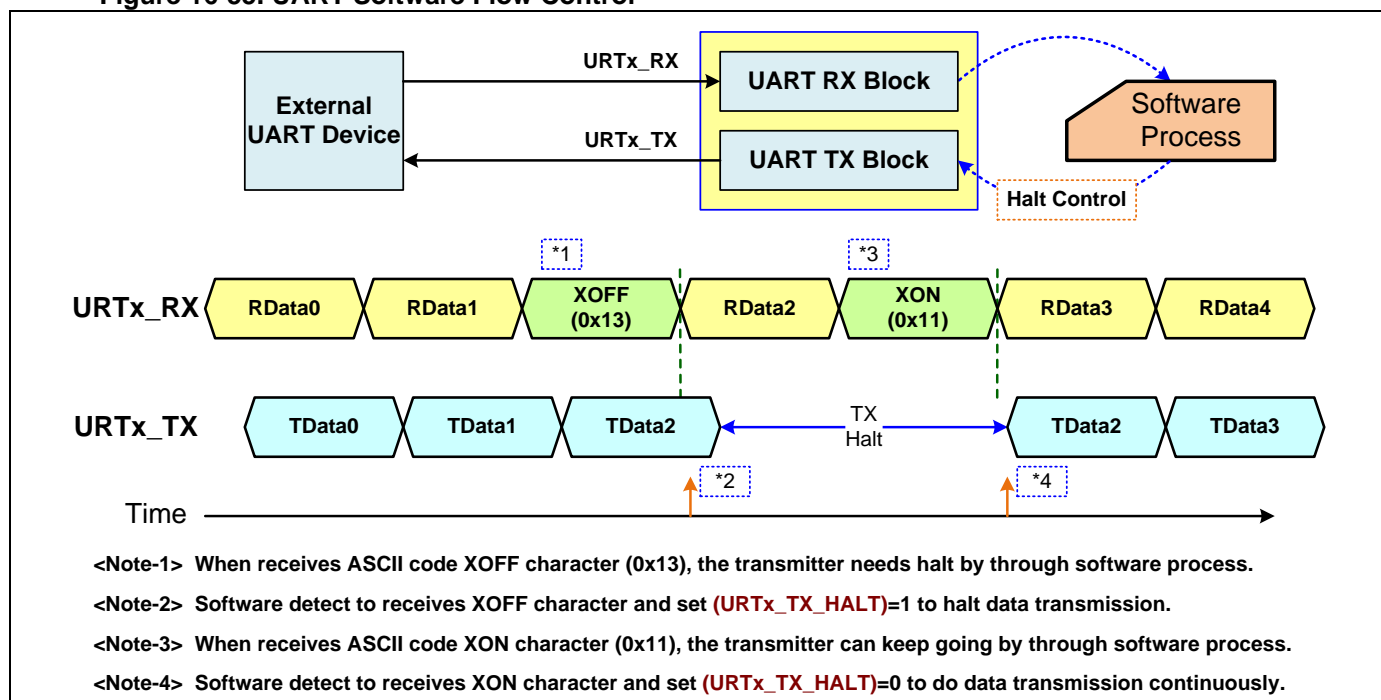 UART Software Flow Control
URTx_RX
UART RX Block
External
UART Device
Software
Process
URTx_TX
UART TX Block
Halt Control
*1
*3
URTx_RX
RData0
RData1
XOFF
(0x13)
RData2
XON
(0x11)
RData3
RData4
URTx_TX
TData0
TData1
TData2
TX
Halt
TData2
TData3
*2
*4
Time
<Note-1> When receives ASCII code XOFF character (0x13), the transmitter needs halt by through software process.
<Note-2> Software detect to receives XOFF character and set (URTx_TX_HALT)=1 to halt data transmission.
<Note-3> When receives ASCII code XON character (0x11), the transmitter can keep going by through software process.
<Note-4> Software detect to receives XON character and set (URTx_TX_HALT)=0 to do data transmission continuously.